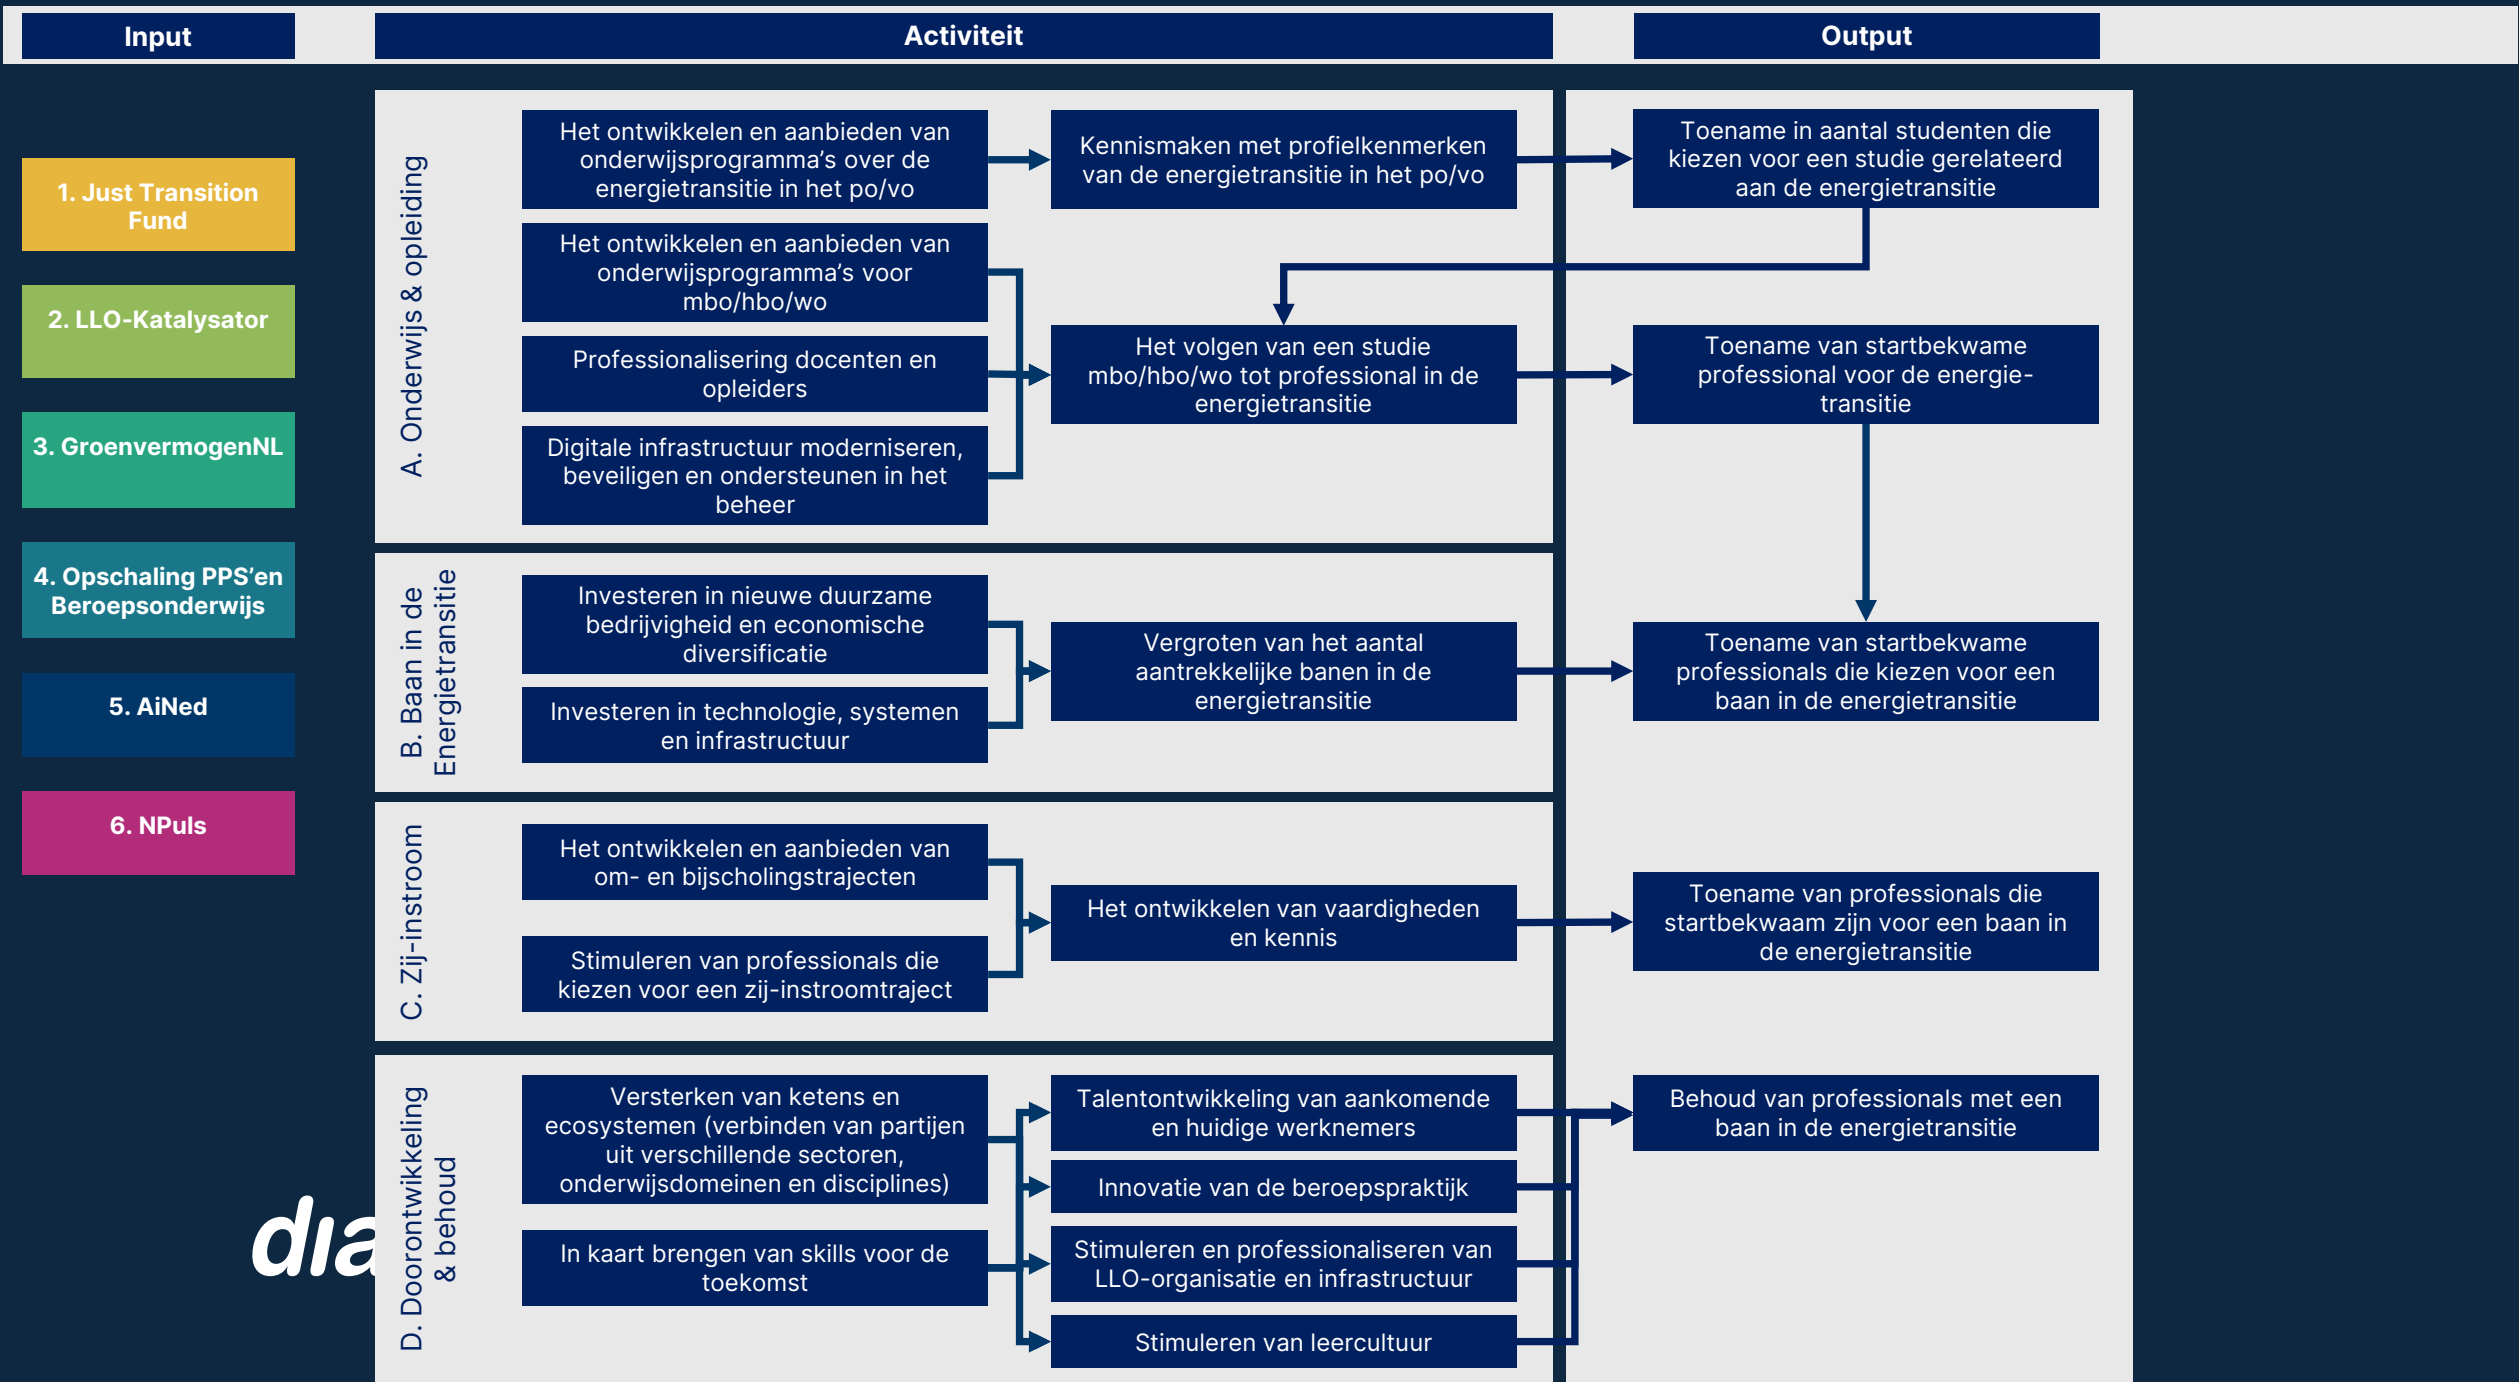 Input
Activiteit
Output
1. Just Transition
Fund
2. LLO-Katalysator
3. GroenvermogenNL
4. Opschaling PPS’en
Beroepsonderwijs
5. AiNed
6. NPuls
A. Onderwijs & opleiding
Het ontwikkelen en aanbieden van
onderwijsprogramma’s over de
energietransitie in het po/vo
Kennismaken met profielkenmerken
van de energietransitie in het po/vo
Toename in aantal studenten die
kiezen voor een studie gerelateerd
aan de energietransitie
Het ontwikkelen en aanbieden van
onderwijsprogramma’s voor
mbo/hbo/wo
Professionalisering docenten en
opleiders
Digitale infrastructuur moderniseren,
beveiligen en ondersteunen in het
beheer
Het volgen van een studie
mbo/hbo/wo tot professional in de
energietransitie
Toename van startbekwame
professional voor de energie-
transitie
B. Baan in de
Energietransitie
Investeren in nieuwe duurzame
bedrijvigheid en economische
diversificatie
Investeren in technologie, systemen
en infrastructuur
Vergroten van het aantal
aantrekkelijke banen in de
energietransitie
Toename van startbekwame
professionals die kiezen voor een
baan in de energietransitie
C. Zij-instroom
Het ontwikkelen en aanbieden van
om- en bijscholingstrajecten
Stimuleren van professionals die
kiezen voor een zij-instroomtraject
Het ontwikkelen van vaardigheden
en kennis
Toename van professionals die
startbekwaam zijn voor een baan in
de energietransitie
D. Doorontwikkeling
& behoud
Versterken van ketens en
ecosystemen (verbinden van partijen
uit verschillende sectoren,
onderwijsdomeinen en disciplines)
In kaart brengen van skills voor de
toekomst
Talentontwikkeling van aankomende
en huidige werknemers
Innovatie van de beroepspraktijk
Stimuleren en professionaliseren van
LLO-organisatie en infrastructuur
Stimuleren van leercultuur
Behoud van professionals met een
baan in de energietransitie